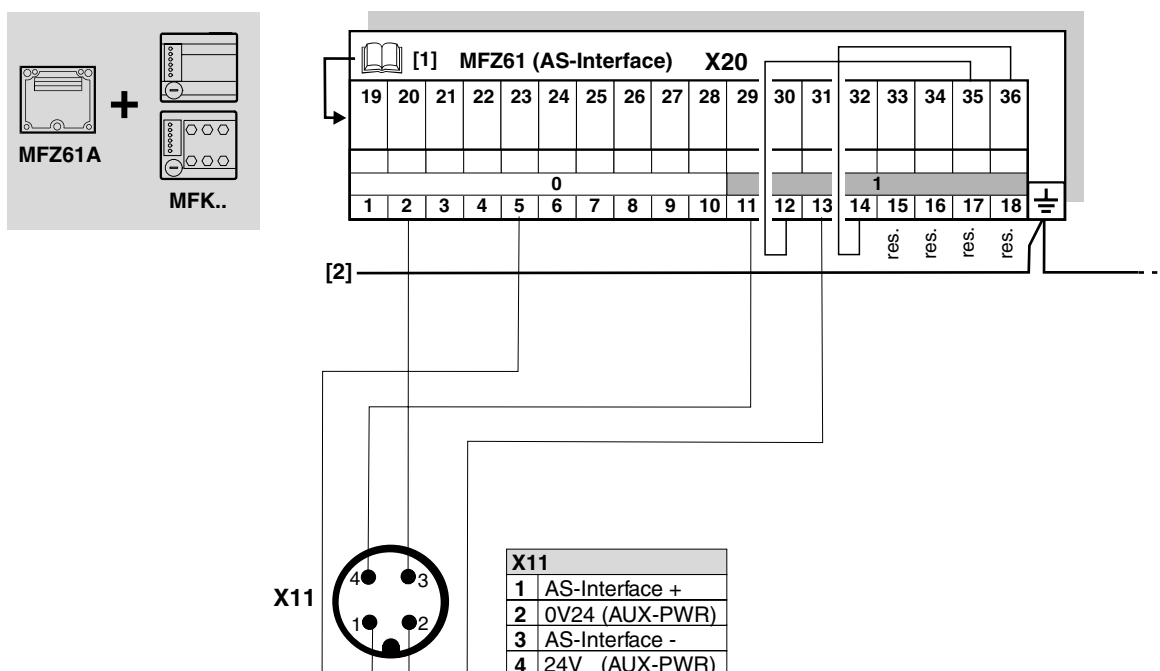 MFZ61A
+
MFK..
[1] MFZ61 (AS-Interface) X20
19 20 21 22 23 24 25 26 27 28 29 30 31 32 33 34 35 36
0 1
1 2 3 4 5 6 7 8 9 10 11 12 13 14 15 16 17 18
res. res. res. res.
[2]
X11
4 3
1 2
X11
1 AS-Interface +
2 0V24 (AUX-PWR)
3 AS-Interface -
4 24V (AUX-PWR)